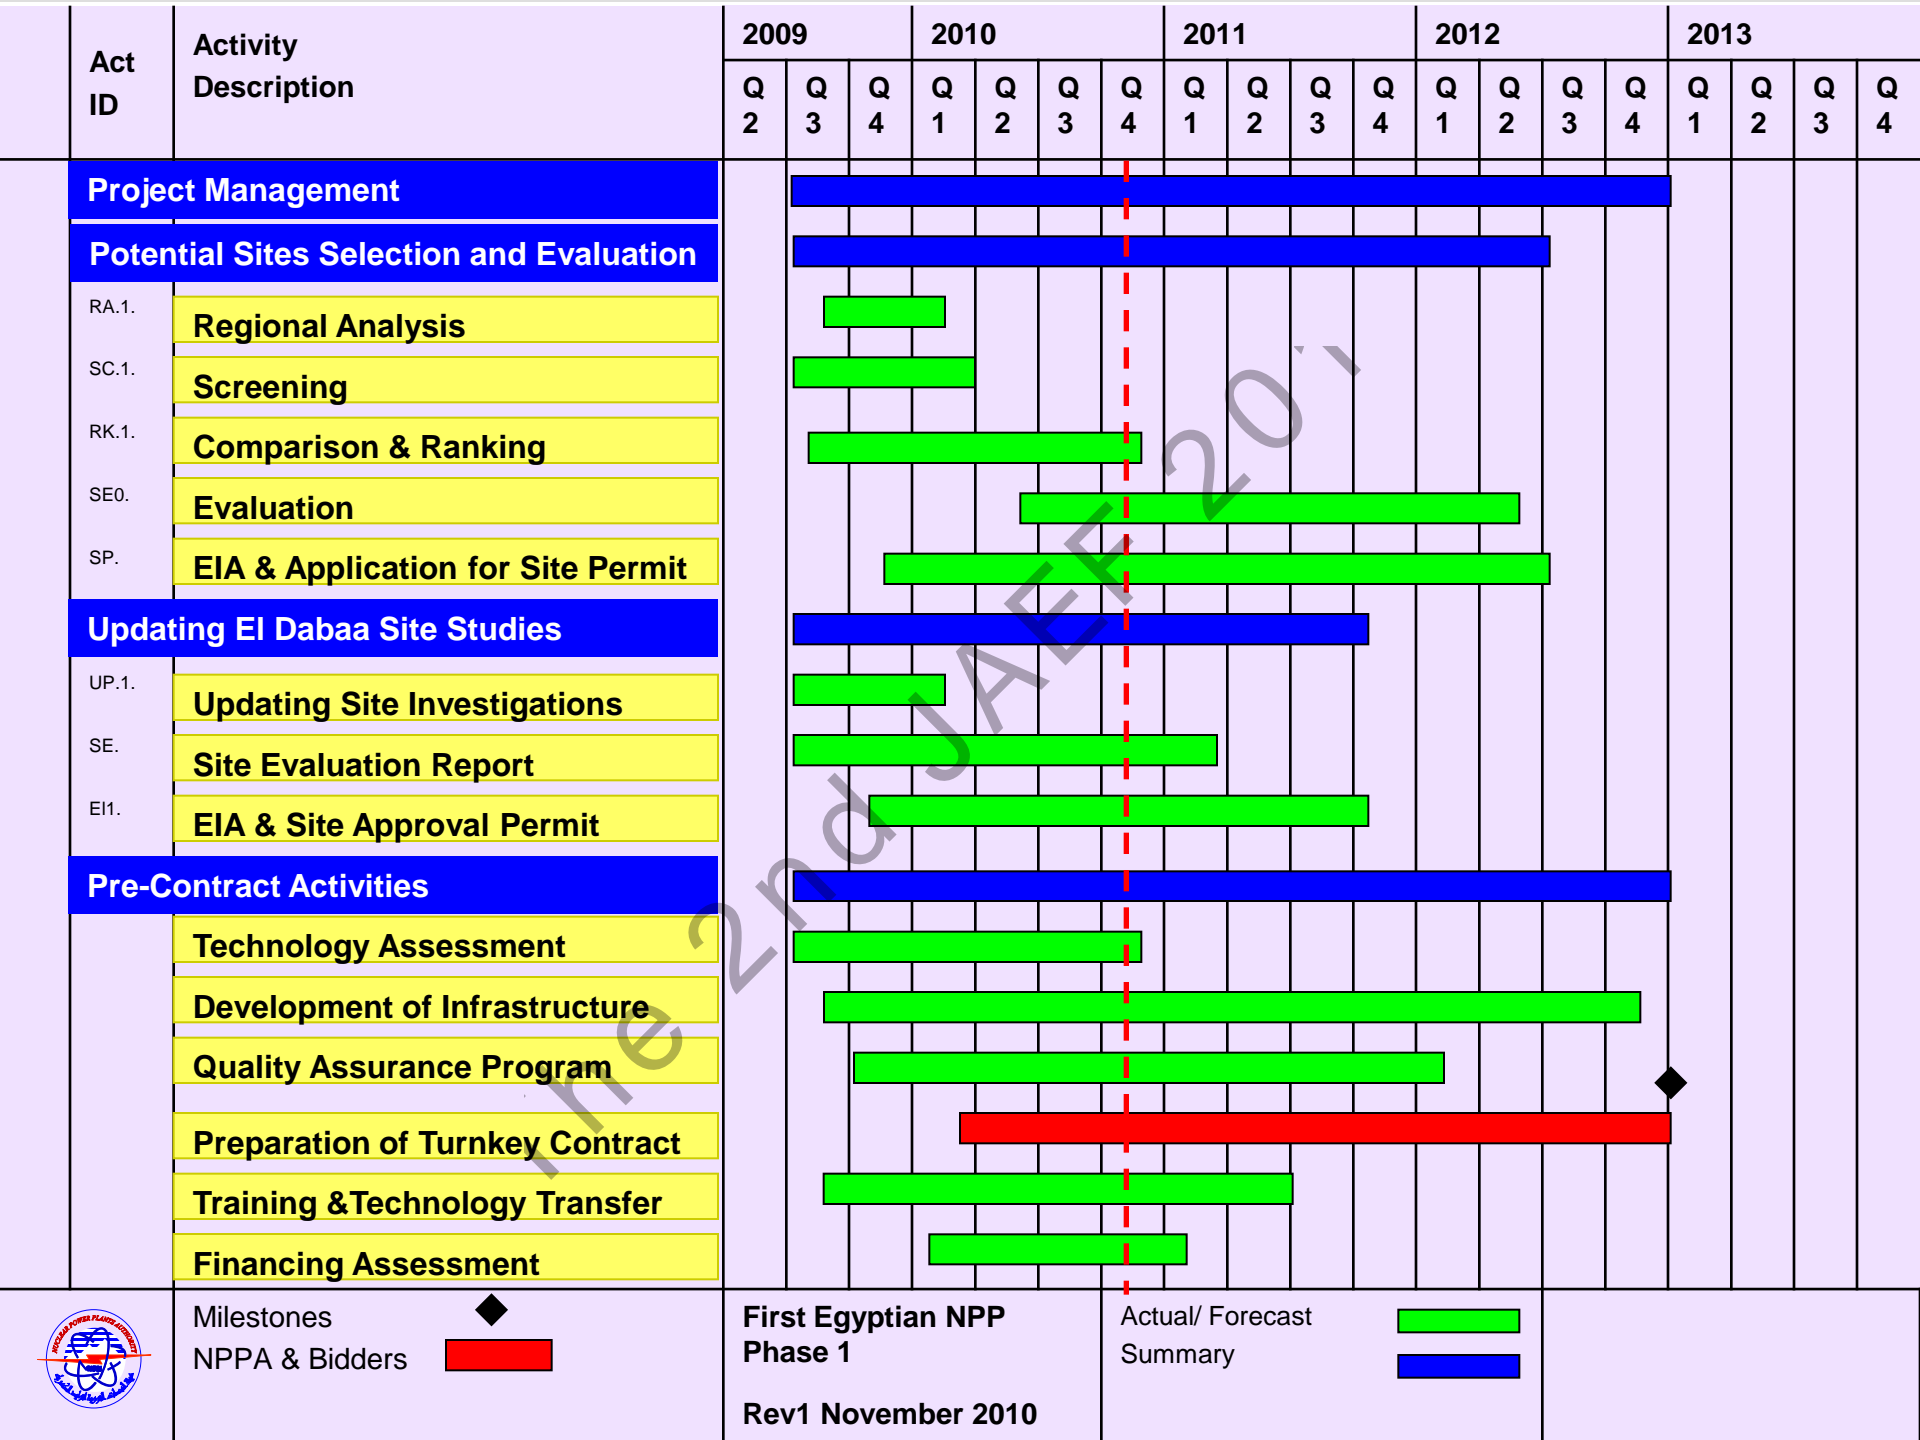 Act
ID
Activity
Description
2009
2010
2011
2012
2013
Q
2
Q
3
Q
4
Q
1
Q
2
Q
3
Q
4
Q
1
Q
2
Q
3
Q
4
Q
1
Q
2
Q
3
Q
4
Q
1
Q
2
Q
3
Q
4
Project Management
Potential Sites Selection and Evaluation
RA.1.
Regional Analysis
SC.1.
Screening
RK.1.
Comparison & Ranking
SE0.
Evaluation
SP.
EIA & Application for Site Permit
Updating El Dabaa Site Studies
UP.1.
Updating Site Investigations
SE.
Site Evaluation Report
EI1.
EIA & Site Approval Permit
Pre-Contract Activities
Technology Assessment
Development of Infrastructure
Quality Assurance Program
Preparation of Turnkey Contract
Training &Technology Transfer
Financing Assessment
2nd JAEF
NUCLEAR POWER PLANTS AUTHORITY
Milestones
NPPA & Bidders
First Egyptian NPP
Phase 1
Rev1 November 2010
Actual/ Forecast
Summary